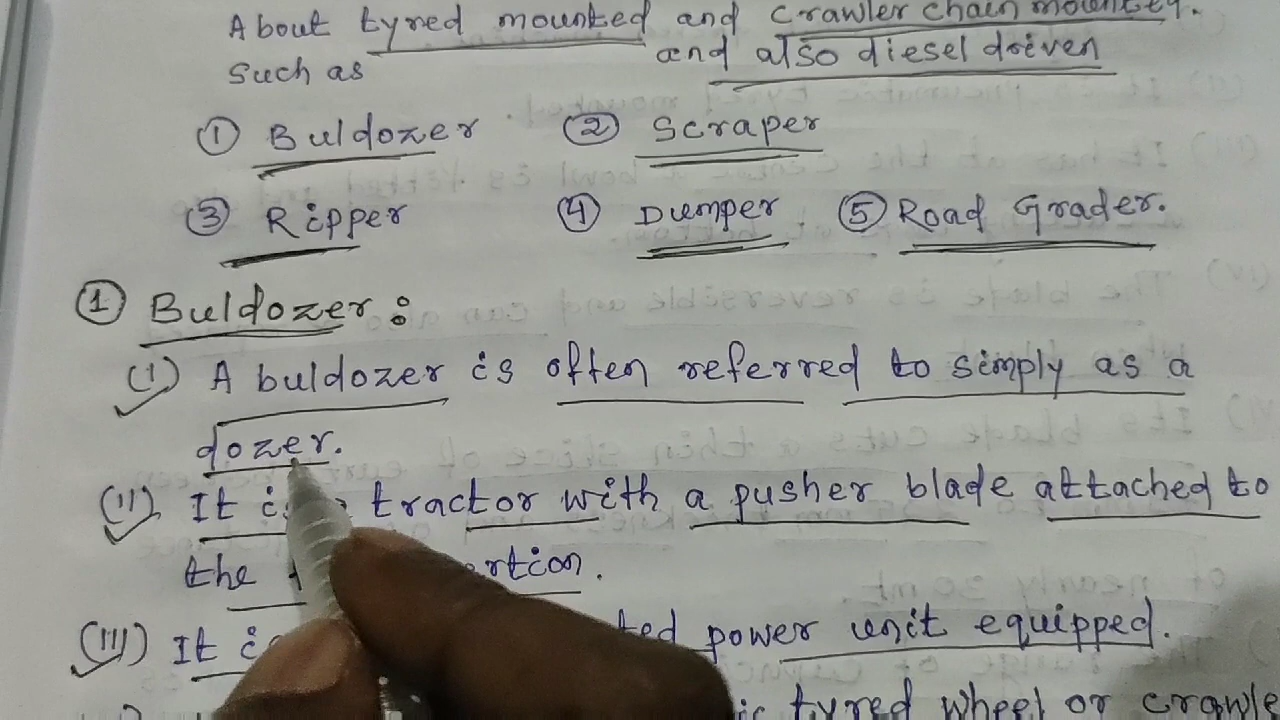 About tyred mounted and crawler chain mounted.
Such as and also diesel driven
① Buldozer ② Scraper
③ Ripper ④ Dumper ⑤ Road Grader.
① Buldozer :
(I) A buldozer is often referred to simply as a
dozer.
(II) It tractor with a pusher blade attached to
the
(III) It power unit equipped.
tyred wheel or